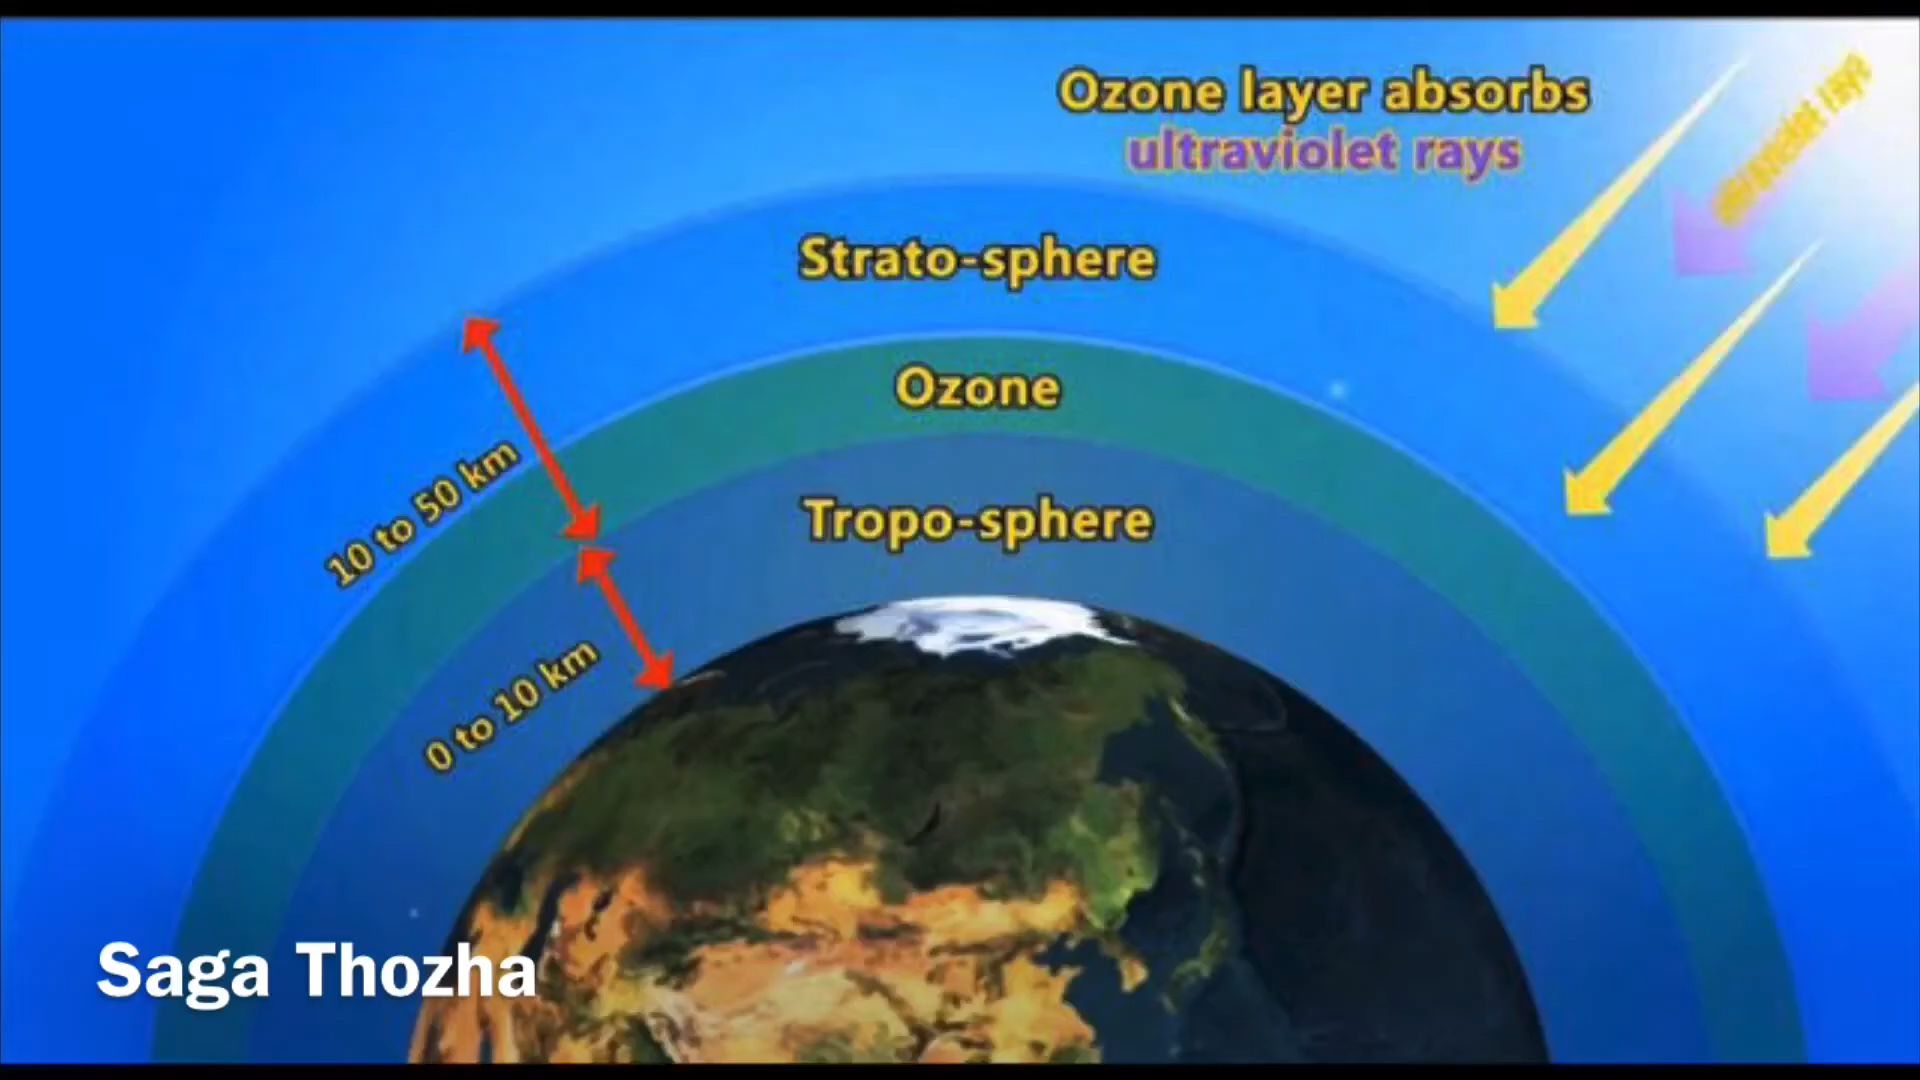 Ozone layer absorbs
ultraviolet rays
Strato-sphere
Ozone
10 to 50 km
Tropo-sphere
0 to 10 km
Saga Thozha